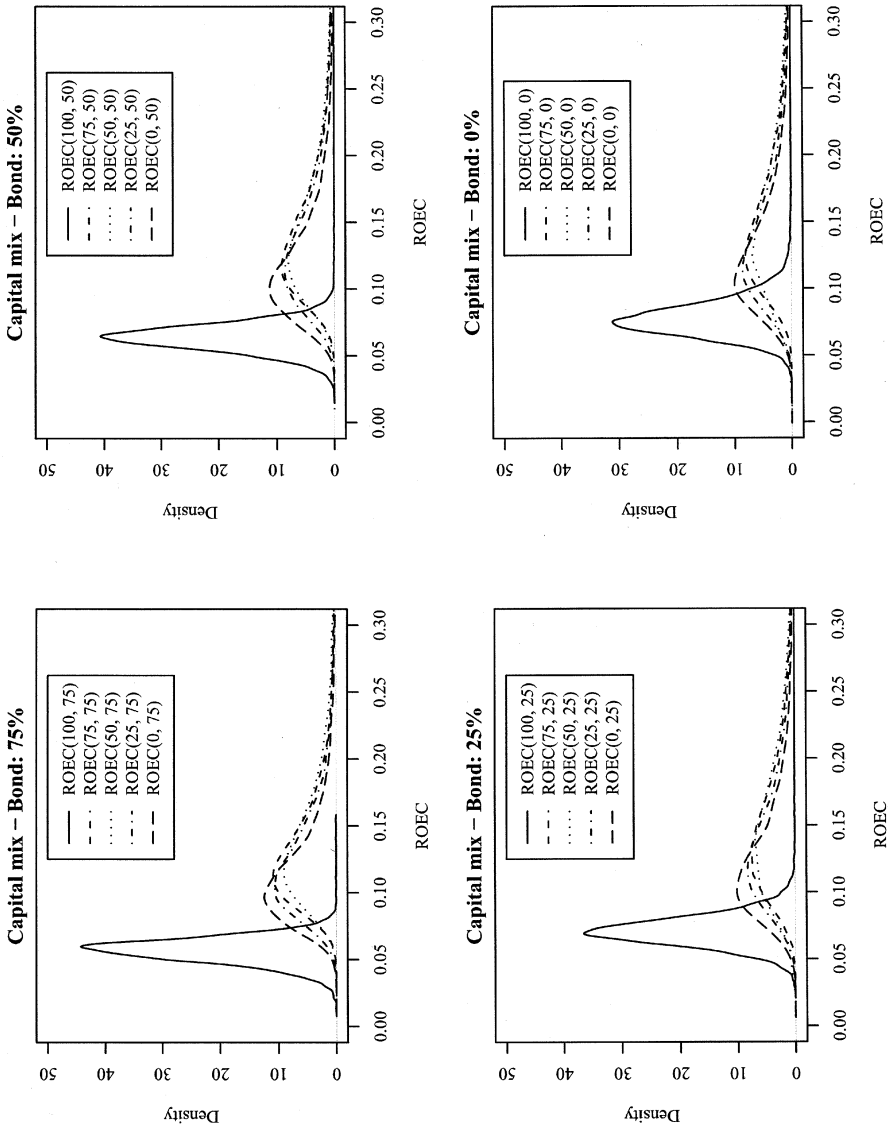 Capital mix − Bond: 75%
Density
50
40
30
20
10
0
ROEC(100, 75)
ROEC(75, 75)
ROEC(50, 75)
ROEC(25, 75)
ROEC(0, 75)
0.00 0.05 0.10 0.15 0.20 0.25 0.30
ROEC
Capital mix − Bond: 50%
Density
50
40
30
20
10
0
ROEC(100, 50)
ROEC(75, 50)
ROEC(50, 50)
ROEC(25, 50)
ROEC(0, 50)
0.00 0.05 0.10 0.15 0.20 0.25 0.30
ROEC
Capital mix − Bond: 25%
Density
50
40
30
20
10
0
ROEC(100, 25)
ROEC(75, 25)
ROEC(50, 25)
ROEC(25, 25)
ROEC(0, 25)
0.00 0.05 0.10 0.15 0.20 0.25 0.30
ROEC
Capital mix − Bond: 0%
Density
50
40
30
20
10
0
ROEC(100, 0)
ROEC(75, 0)
ROEC(50, 0)
ROEC(25, 0)
ROEC(0, 0)
0.00 0.05 0.10 0.15 0.20 0.25 0.30
ROEC